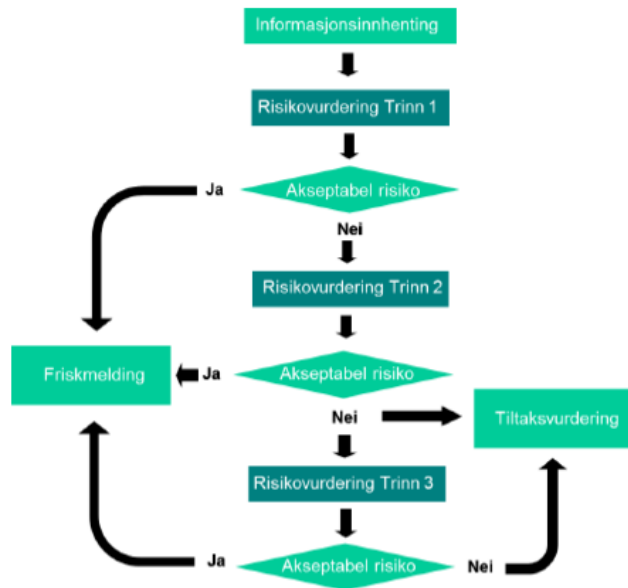 Informasjonsinnhenting
Risikovurdering Trinn 1
Ja
Akseptabel risiko
Nei
Risikovurdering Trinn 2
Friskmelding
Ja
Akseptabel risiko
Nei
Tiltaksvurdering
Risikovurdering Trinn 3
Ja
Akseptabel risiko
Nei